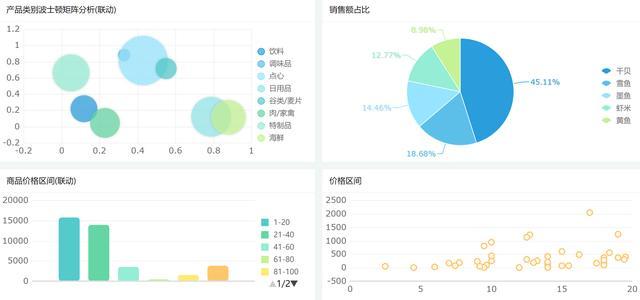 产品类别波士顿矩阵分析(联动)
1.2
1
0.8
0.6
0.4
0.2
0
-0.2
-0.2 0 0.2 0.4 0.6 0.8 1
饮料
调味品
点心
日用品
谷类/麦片
肉/家禽
特制品
海鲜
销售额占比
8.98%
12.77%
14.46%
18.68%
45.11%
干贝
雪鱼
墨鱼
虾米
黄鱼
商品价格区间(联动)
20000
15000
10000
5000
0
1-20
21-40
41-60
61-80
81-100
1/2
价格区间
2500
2000
1500
1000
500
0
-500
0 5 10 15 20